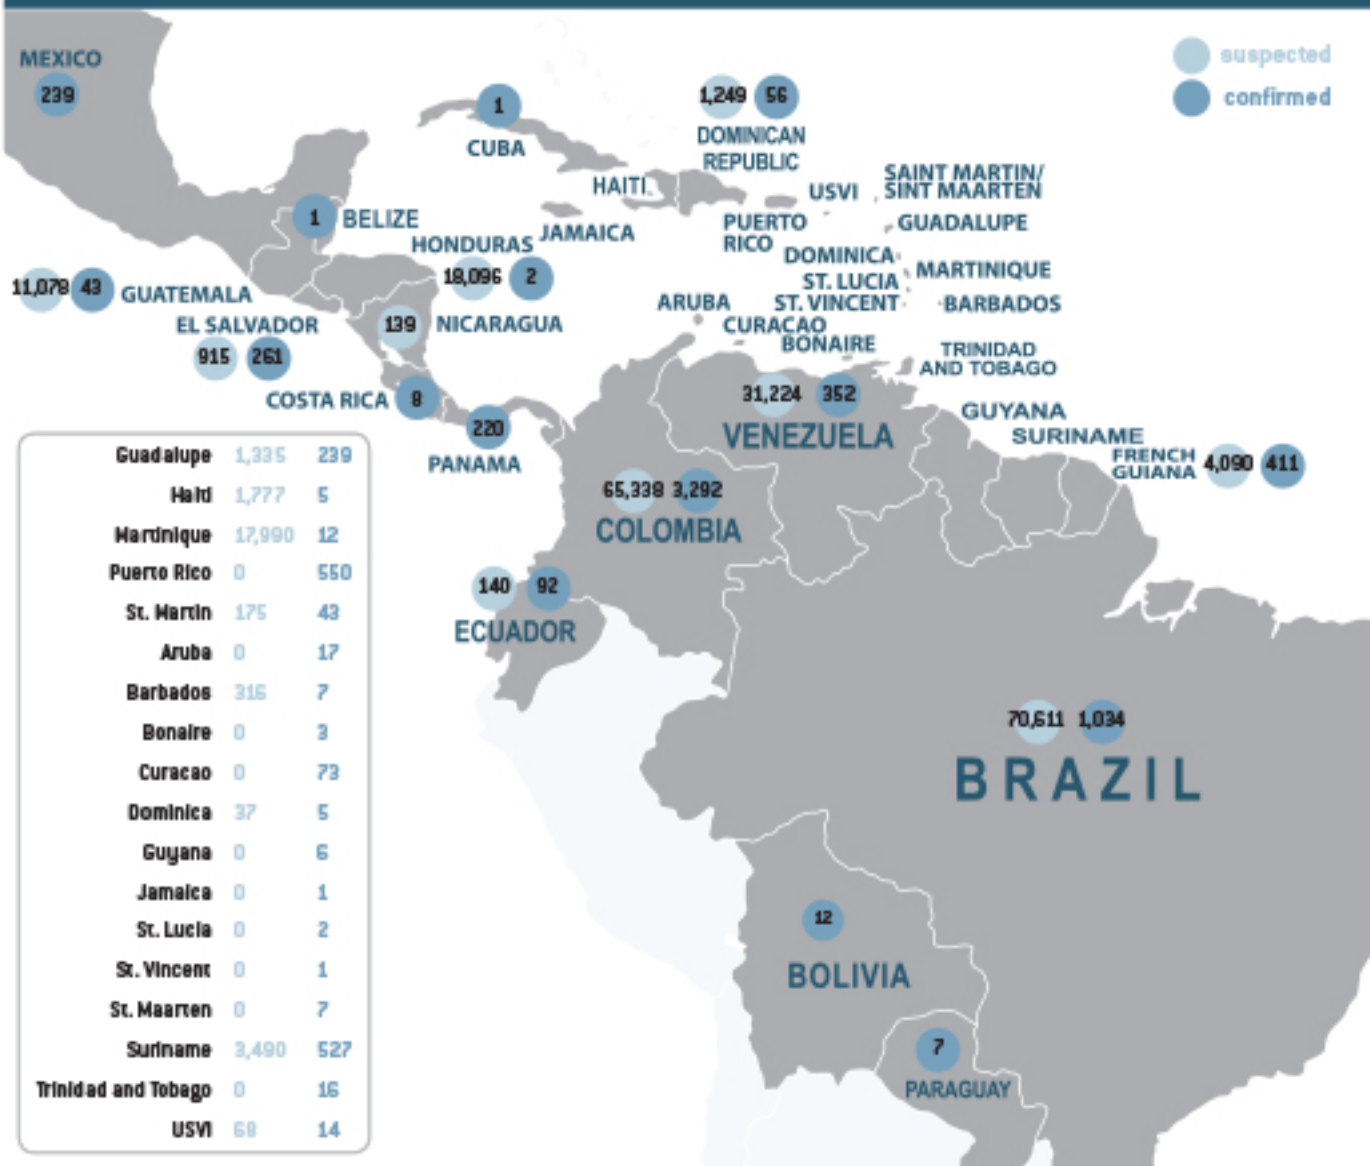 MEXICO
239
suspected
confirmed
1
CUBA
1,249 56
DOMINICAN
REPUBLIC
HAITI
USVI
SAINT MARTIN/
SINT MAARTEN
1 BELIZE
JAMAICA
PUERTO
RICO
GUADALUPE
HONDURAS
18,096 2
DOMINICA
MARTINIQUE
ST. LUCIA
11,078 43 GUATEMALA
ARUBA
ST. VINCENT
BARBADOS
EL SALVADOR
915 261
139 NICARAGUA
CURACAO
BONAIRE
TRINIDAD
AND TOBAGO
COSTA RICA 8
31,224 352
VENEZUELA
GUYANA
SURINAME
220
PANAMA
FRENCH
GUIANA 4,090 411
65,338 3,292
COLOMBIA
140 92
ECUADOR
70,611 1,034
BRAZIL
12
BOLIVIA
7
PARAGUAY
Guadalupe 1,335 239
Haiti 1,777 5
Martinique 17,990 12
Puerto Rico 0 550
St. Martin 175 43
Aruba 0 17
Barbados 316 7
Bonaire 0 3
Curacao 0 73
Dominica 37 5
Guyana 0 6
Jamaica 0 1
St. Lucia 0 2
St. Vincent 0 1
St. Maarten 0 7
Suriname 3,490 527
Trinidad and Tobago 0 16
USVI 68 14